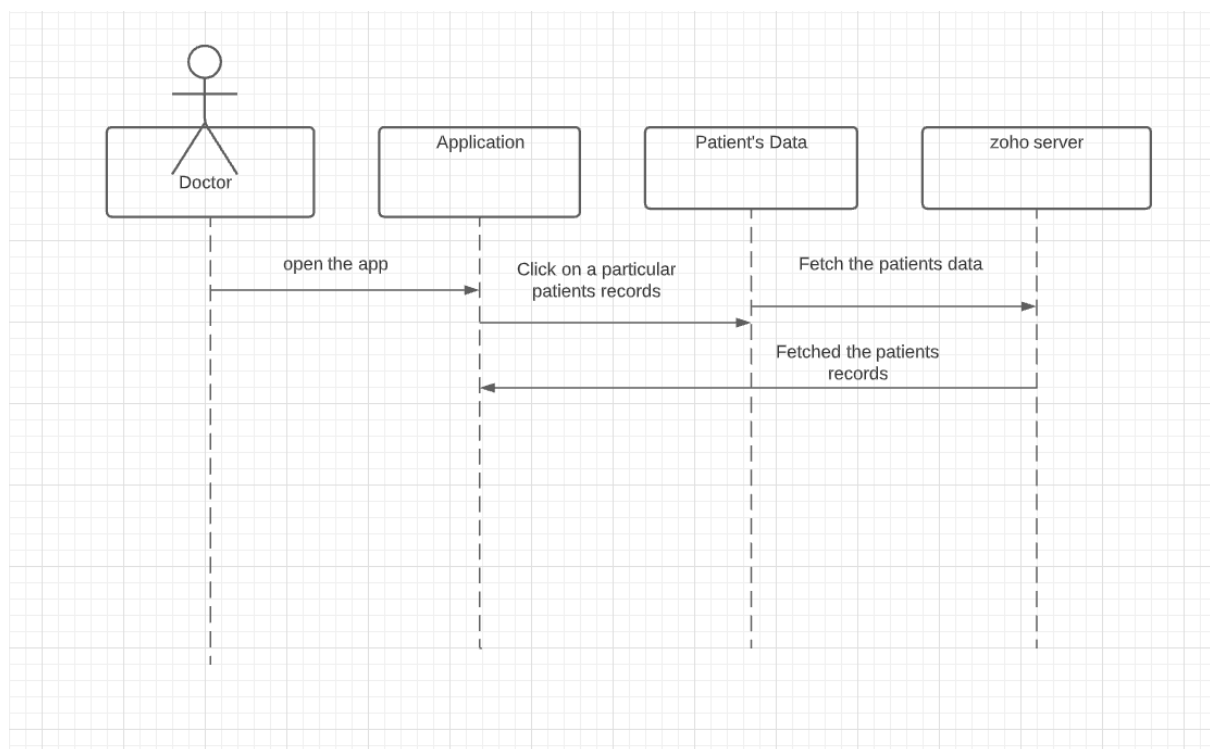 Doctor
Application
Patient's Data
zoho server
open the app
Click on a particular
patients records
Fetch the patients data
Fetched the patients
records